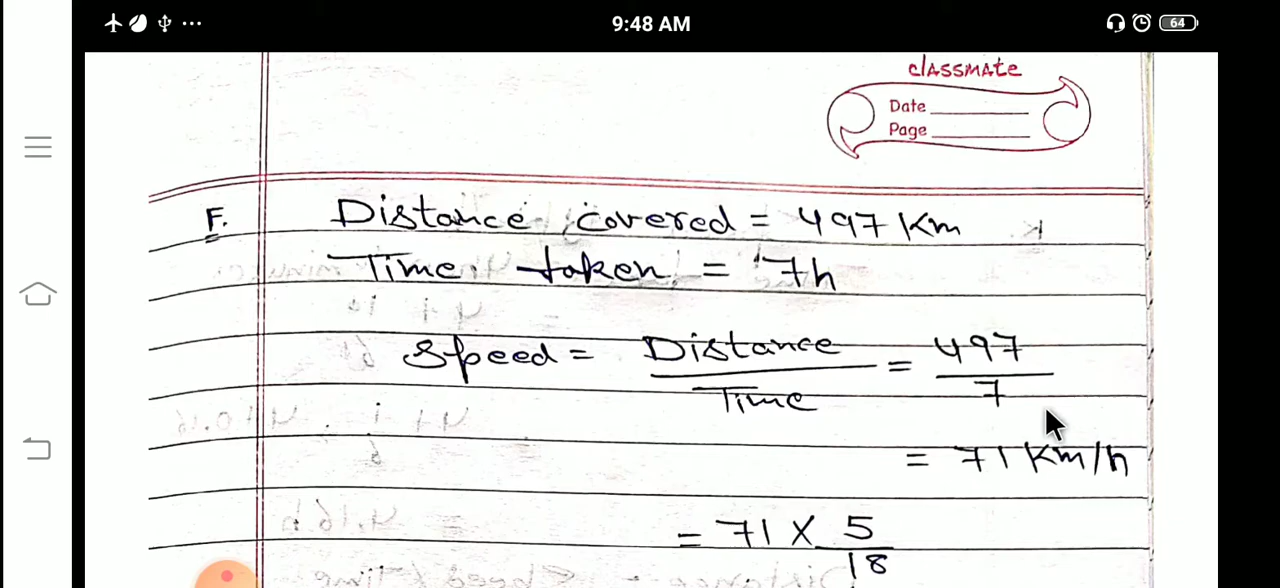 9:48 AM
64
classmate
Date
Page
F. Distance covered = 497 Km
Time taken = 7h
Speed = Distance / Time = 497 / 7
= 71 Km/h
= 71 X 5 / 18